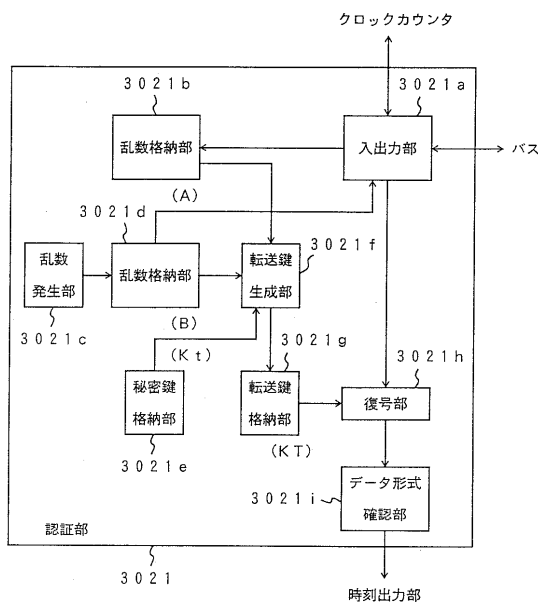 クロックカウンタ
3021b
3021a
乱数格納部
入出力部
バス
(A)
3021d
3021f
乱数
発生部
乱数格納部
転送鍵
生成部
3021c
(B)
(Kt)
3021g
3021h
秘密鍵
格納部
転送鍵
格納部
復号部
3021e
(KT)
データ形式
確認部
3021i
認証部
3021
時刻出力部